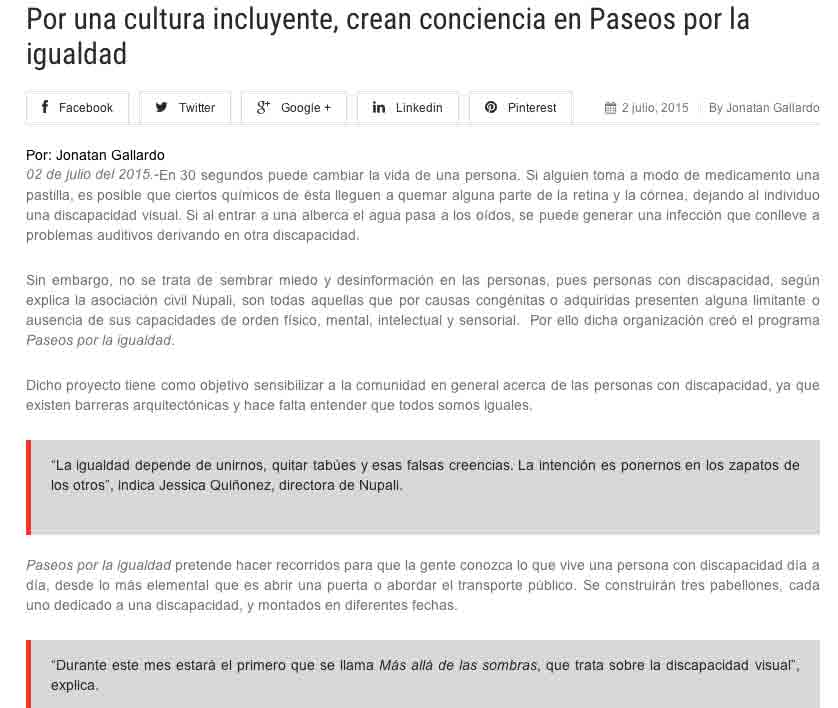 Por una cultura incluyente, crean conciencia en Paseos por la
igualdad
Facebook
Twitter
Google +
Linkedin
Pinterest
2 julio, 2015
By Jonatan Gallardo
Por: Jonatan Gallardo
02 de julio del 2015.-En 30 segundos puede cambiar la vida de una persona. Si alguien toma a modo de medicamento una
pastilla, es posible que ciertos químicos de ésta lleguen a quemar alguna parte de la retina y la córnea, dejando al individuo
una discapacidad visual. Si al entrar a una alberca el agua pasa a los oídos, se puede generar una infección que conlleve a
problemas auditivos derivando en otra discapacidad.
Sin embargo, no se trata de sembrar miedo y desinformación en las personas, pues personas con discapacidad, según
explica la asociación civil Nupali, son todas aquellas que por causas congénitas o adquiridas presenten alguna limitante o
ausencia de sus capacidades de orden físico, mental, intelectual y sensorial. Por ello dicha organización creó el programa
Paseos por la igualdad.
Dicho proyecto tiene como objetivo sensibilizar a la comunidad en general acerca de las personas con discapacidad, ya que
existen barreras arquitectónicas y hace falta entender que todos somos iguales.
“La igualdad depende de unirnos, quitar tabúes y esas falsas creencias. La intención es ponernos en los zapatos de
los otros”, indica Jessica Quiñonez, directora de Nupali.
Paseos por la igualdad pretende hacer recorridos para que la gente conozca lo que vive una persona con discapacidad día a
día, desde lo más elemental que es abrir una puerta o abordar el transporte público. Se construirán tres pabellones, cada
uno dedicado a una discapacidad, y montados en diferentes fechas.
“Durante este mes estará el primero que se llama Más allá de las sombras, que trata sobre la discapacidad visual”,
explica.